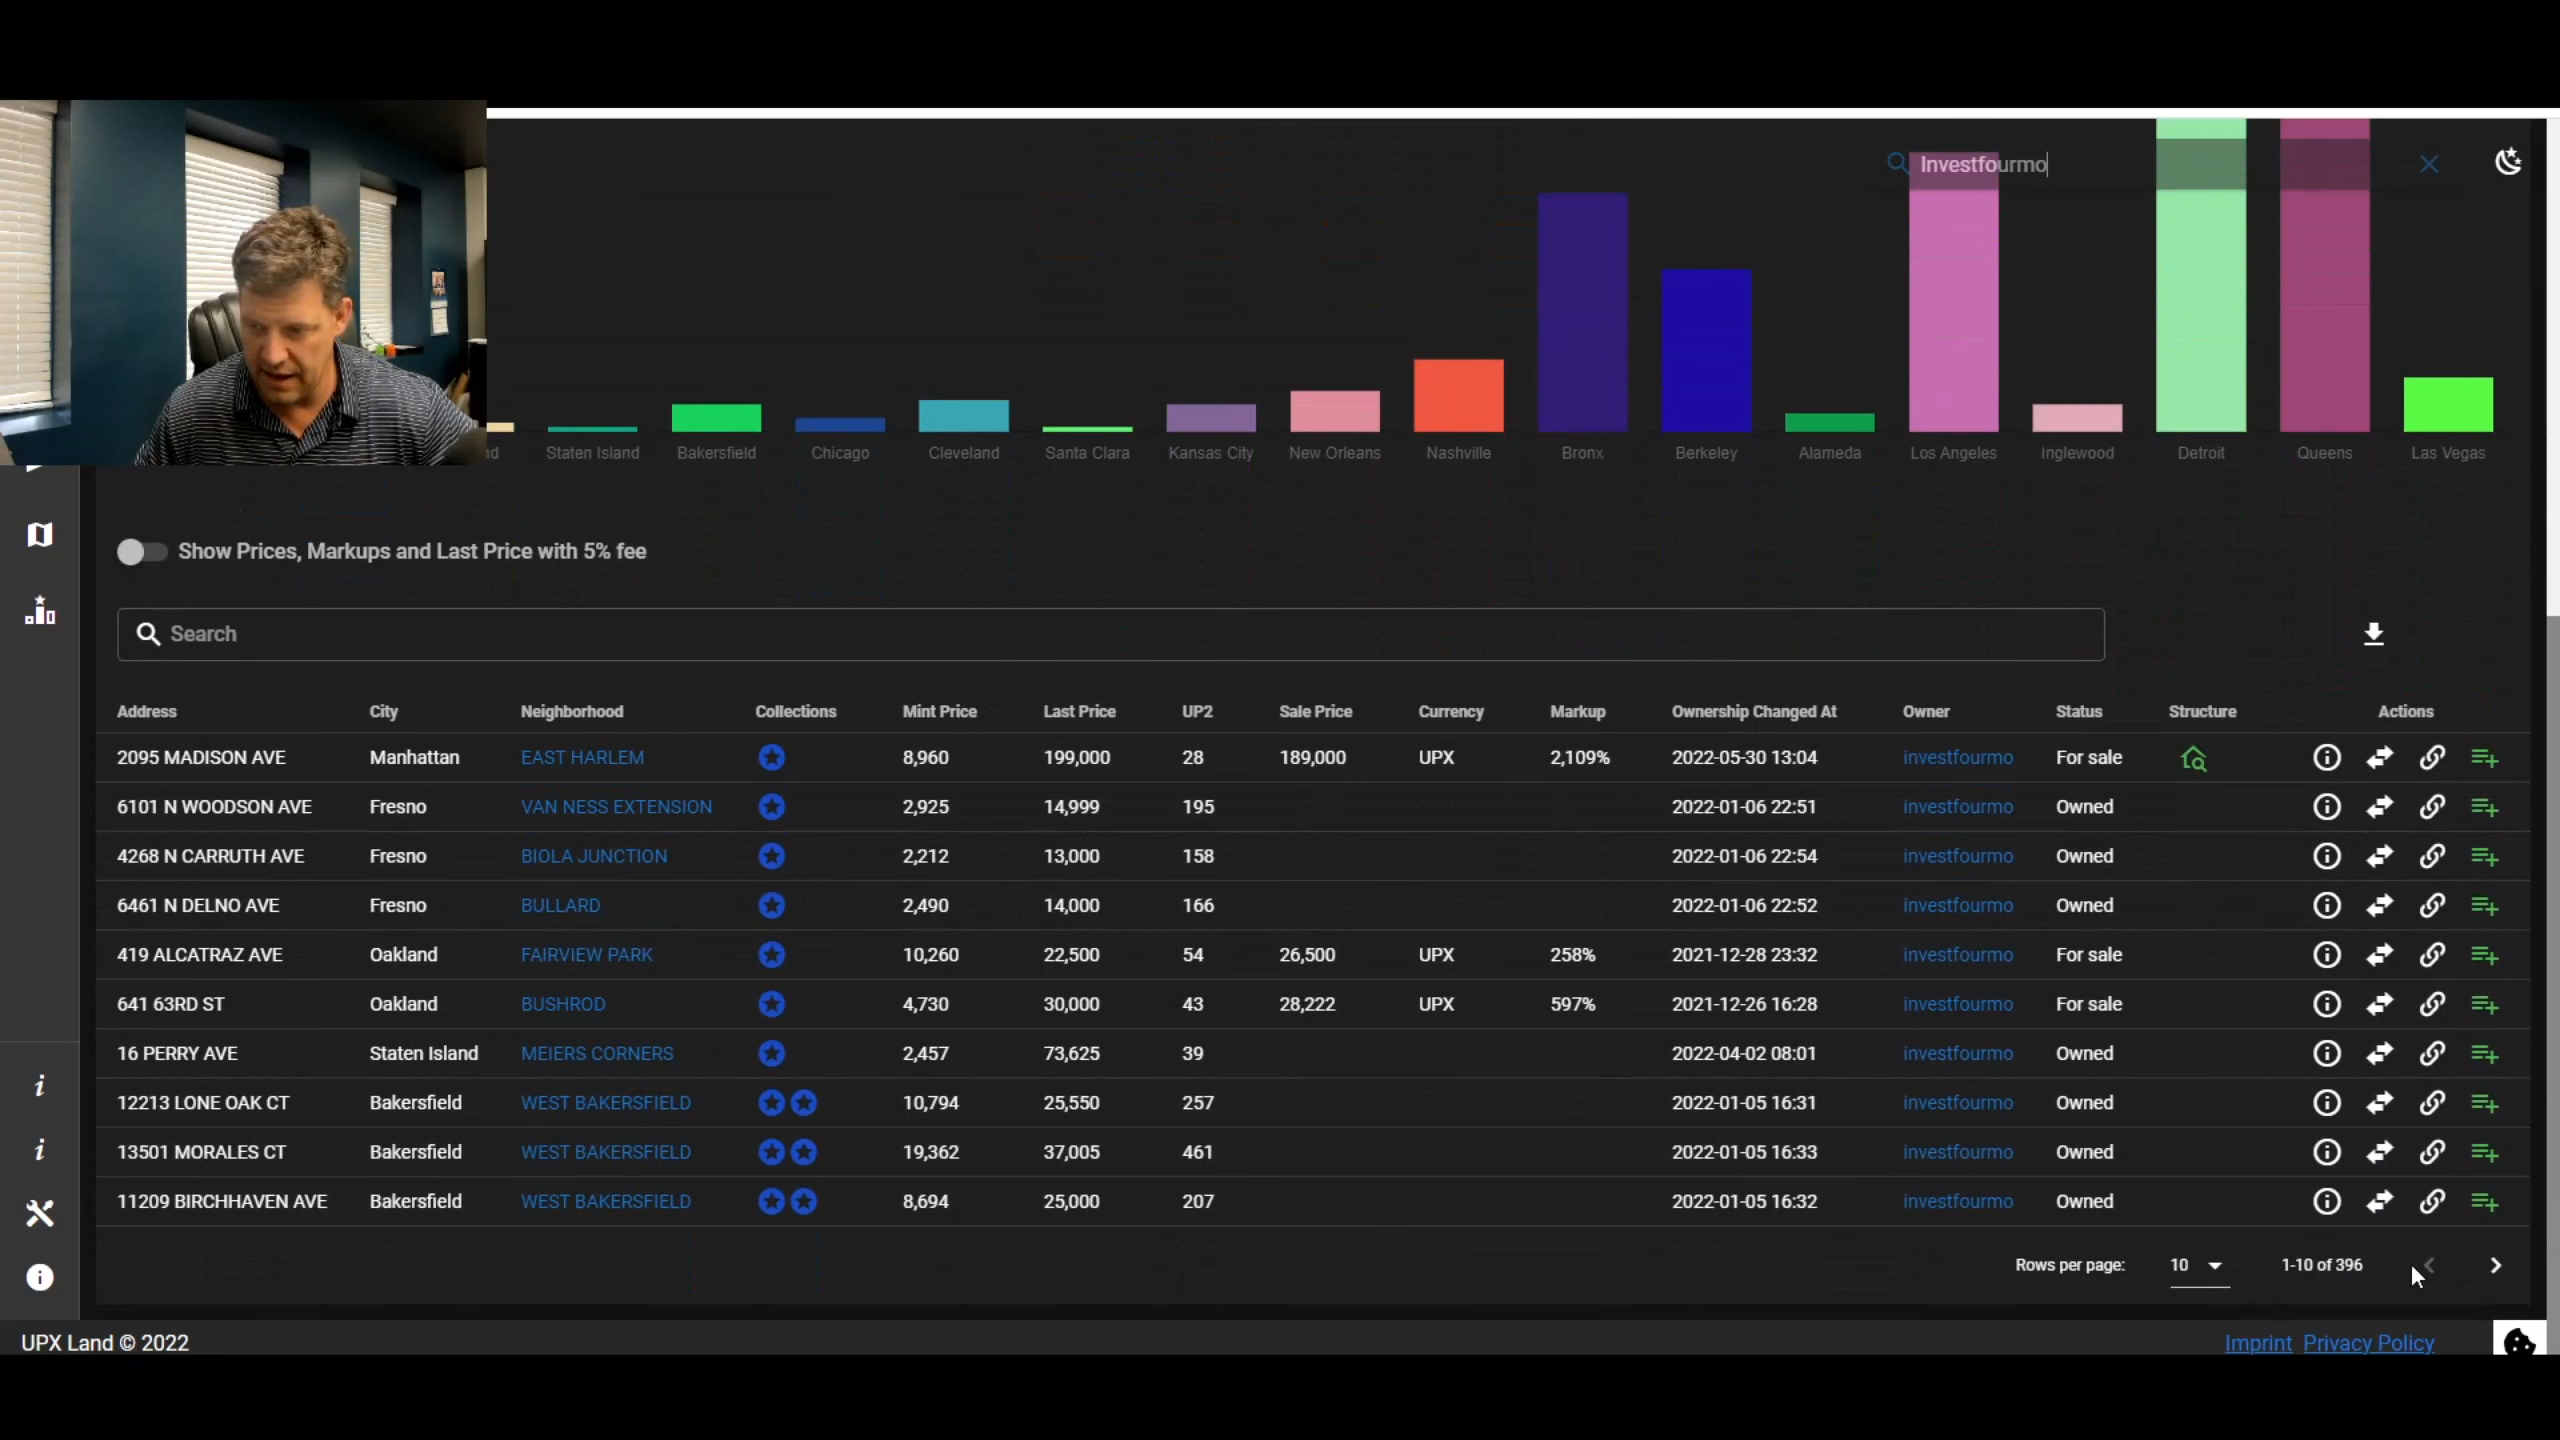 Investfourmo
nd Staten Island Bakersfield Chicago Cleveland Santa Clara Kansas City New Orleans Nashville Bronx Berkeley Alameda Los Angeles Inglewood Detroit Queens Las Vegas
Show Prices, Markups and Last Price with 5% fee
Search
Address City Neighborhood Collections Mint Price Last Price UP2 Sale Price Currency Markup Ownership Changed At Owner Status Structure Actions
2095 MADISON AVE Manhattan EAST HARLEM 8,960 199,000 28 189,000 UPX 2,109% 2022-05-30 13:04 investfourmo For sale
6101 N WOODSON AVE Fresno VAN NESS EXTENSION 2,925 14,999 195 2022-01-06 22:51 investfourmo Owned
4268 N CARRUTH AVE Fresno BIOLA JUNCTION 2,212 13,000 158 2022-01-06 22:54 investfourmo Owned
6461 N DELNO AVE Fresno BULLARD 2,490 14,000 166 2022-01-06 22:52 investfourmo Owned
419 ALCATRAZ AVE Oakland FAIRVIEW PARK 10,260 22,500 54 26,500 UPX 258% 2021-12-28 23:32 investfourmo For sale
641 63RD ST Oakland BUSHROD 4,730 30,000 43 28,222 UPX 597% 2021-12-26 16:28 investfourmo For sale
16 PERRY AVE Staten Island MEIERS CORNERS 2,457 73,625 39 2022-04-02 08:01 investfourmo Owned
12213 LONE OAK CT Bakersfield WEST BAKERSFIELD 10,794 25,550 257 2022-01-05 16:31 investfourmo Owned
13501 MORALES CT Bakersfield WEST BAKERSFIELD 19,362 37,005 461 2022-01-05 16:33 investfourmo Owned
11209 BIRCHHAVEN AVE Bakersfield WEST BAKERSFIELD 8,694 25,000 207 2022-01-05 16:32 investfourmo Owned
Rows per page: 10 1-10 of 396
UPX Land © 2022 Imprint Privacy Policy